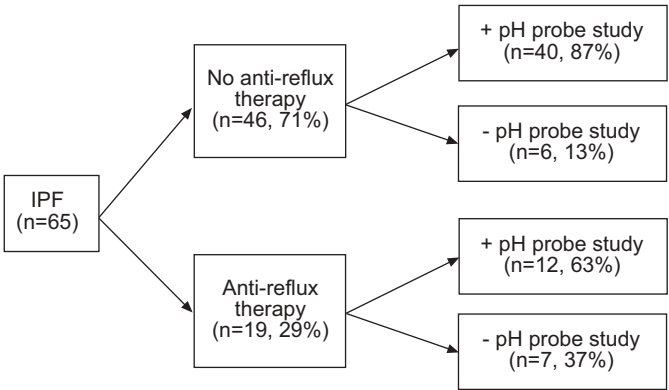 IPF
(n=65)
No anti-reflux
therapy
(n=46, 71%)
+ pH probe study
(n=40, 87%)
- pH probe study
(n=6, 13%)
Anti-reflux
therapy
(n=19, 29%)
+ pH probe study
(n=12, 63%)
- pH probe study
(n=7, 37%)